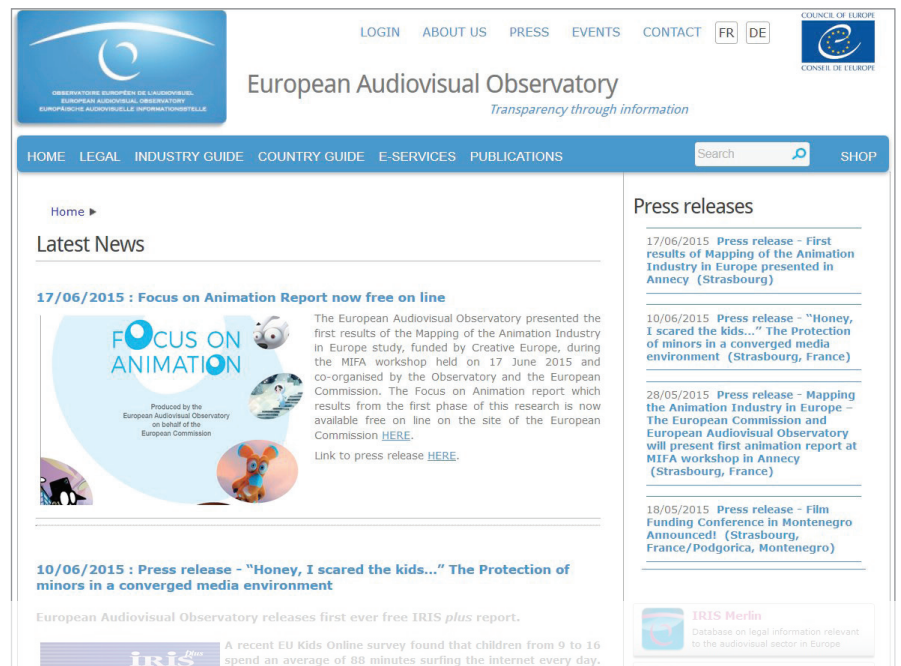 COUNCIL OF EUROPE
LOGIN ABOUT US PRESS EVENTS CONTACT FR DE
CONSEIL DE L'EUROPE
OBSERVATOIRE EUROPÉEN DE L'AUDIOVISUEL
EUROPEAN AUDIOVISUAL OBSERVATORY
EUROPÄISCHE AUDIOVISUELLE INFORMATIONSSTELLE
European Audiovisual Observatory
Transparency through information
HOME LEGAL INDUSTRY GUIDE COUNTRY GUIDE E-SERVICES PUBLICATIONS Search SHOP
Home
Latest News
17/06/2015 : Focus on Animation Report now free on line
FOCUS ON
ANIMATION
Produced by the
European Audiovisual Observatory
on behalf of the
European Commission
The European Audiovisual Observatory presented the
first results of the Mapping of the Animation Industry
in Europe study, funded by Creative Europe, during
the MIFA workshop held on 17 June 2015 and
co-organised by the Observatory and the European
Commission. The Focus on Animation report which
results from the first phase of this research is now
available free on line on the site of the European
Commission HERE.
Link to press release HERE.
10/06/2015 : Press release - “Honey, I scared the kids...” The Protection of
minors in a converged media environment
European Audiovisual Observatory releases first ever free IRIS plus report.
IRIS plus
A recent EU Kids Online survey found that children from 9 to 16
spend an average of 88 minutes surfing the internet every day.
Press releases
17/06/2015 Press release - First
results of Mapping of the Animation
Industry in Europe presented in
Annecy (Strasbourg)
10/06/2015 Press release - “Honey,
I scared the kids...” The Protection
of minors in a converged media
environment (Strasbourg, France)
28/05/2015 Press release - Mapping
the Animation Industry in Europe –
The European Commission and
European Audiovisual Observatory
will present first animation report at
MIFA workshop in Annecy
(Strasbourg, France)
18/05/2015 Press release - Film
Funding Conference in Montenegro
Announced! (Strasbourg,
France/Podgorica, Montenegro)
IRIS Merlin
Database on legal information relevant
to the audiovisual sector in Europe